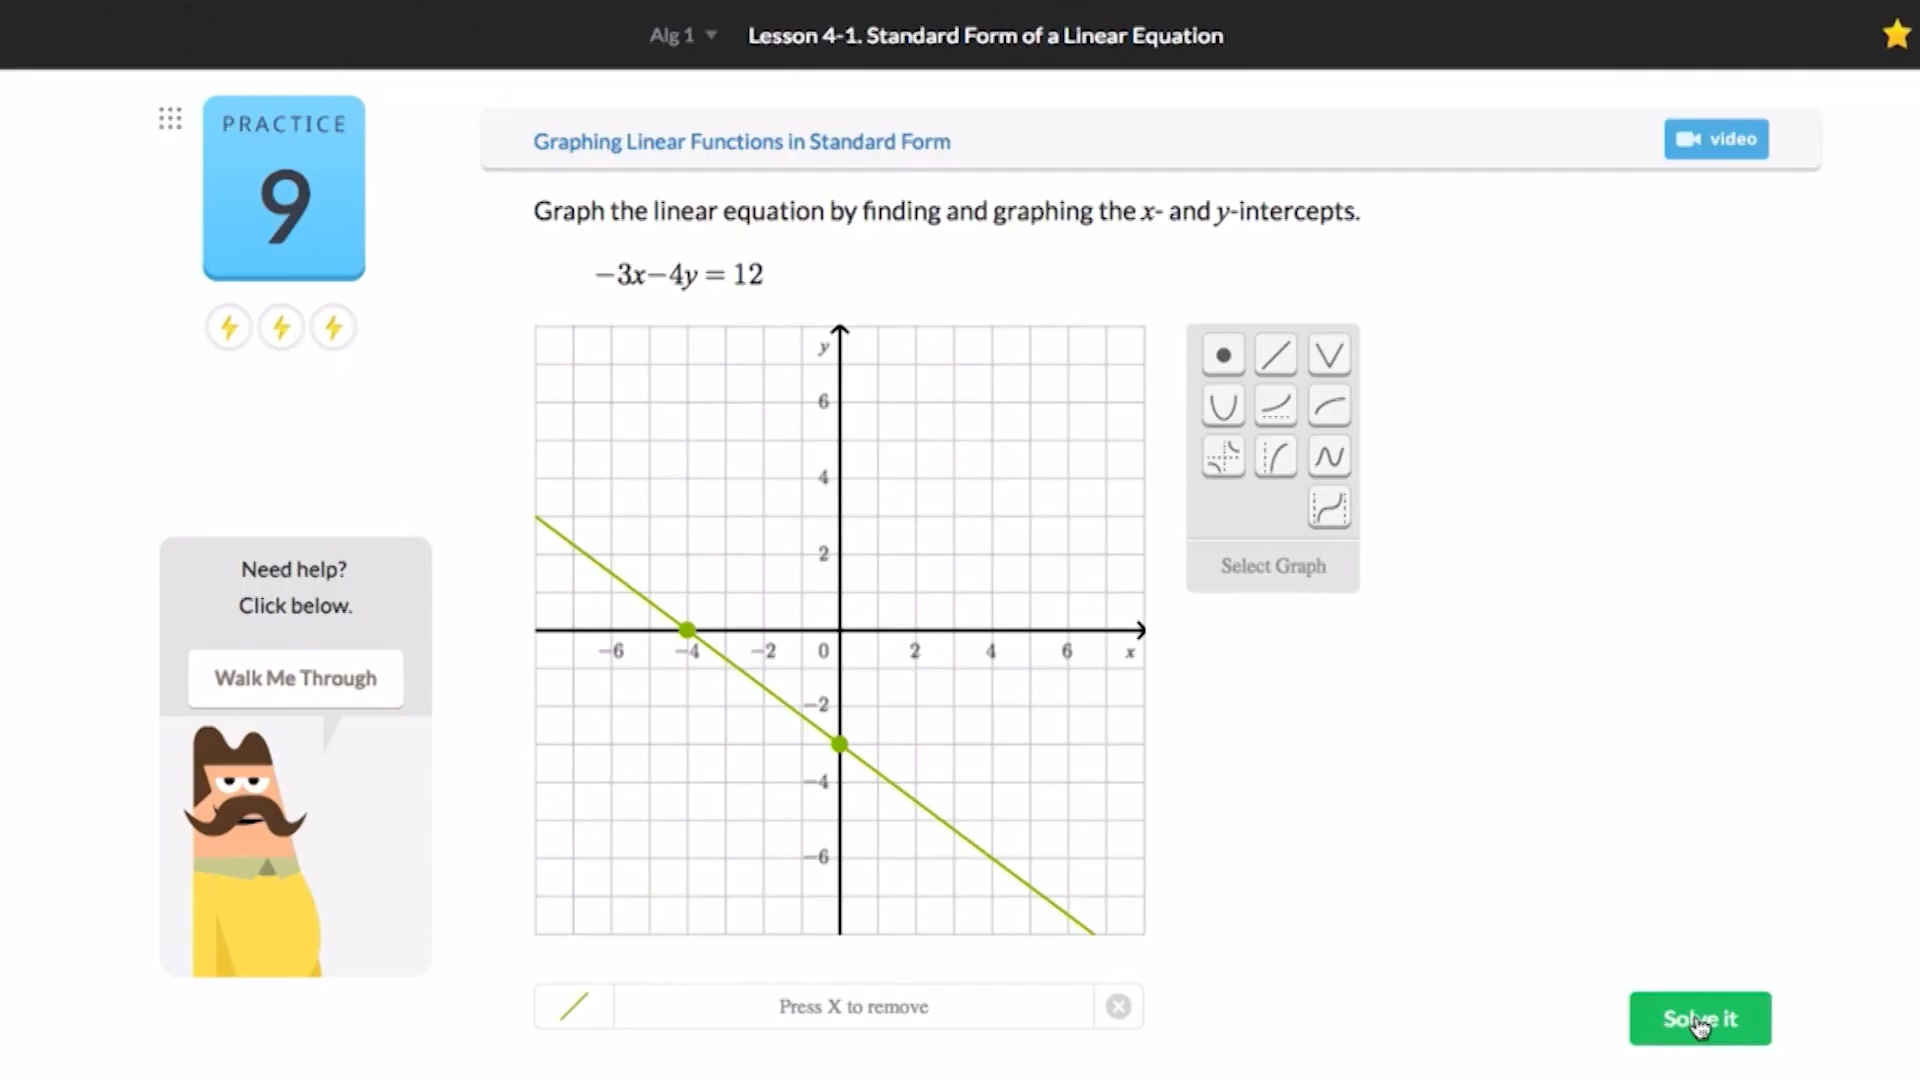 Alg 1 Lesson 4-1. Standard Form of a Linear Equation
PRACTICE
9
Graphing Linear Functions in Standard Form
video
Graph the linear equation by finding and graphing the x- and y-intercepts.
−3x−4y = 12
y
6
4
2
−6 −4 −2 0 2 4 6 x
−2
−4
−6
Select Graph
Need help?
Click below.
Walk Me Through
Press X to remove
Solve it